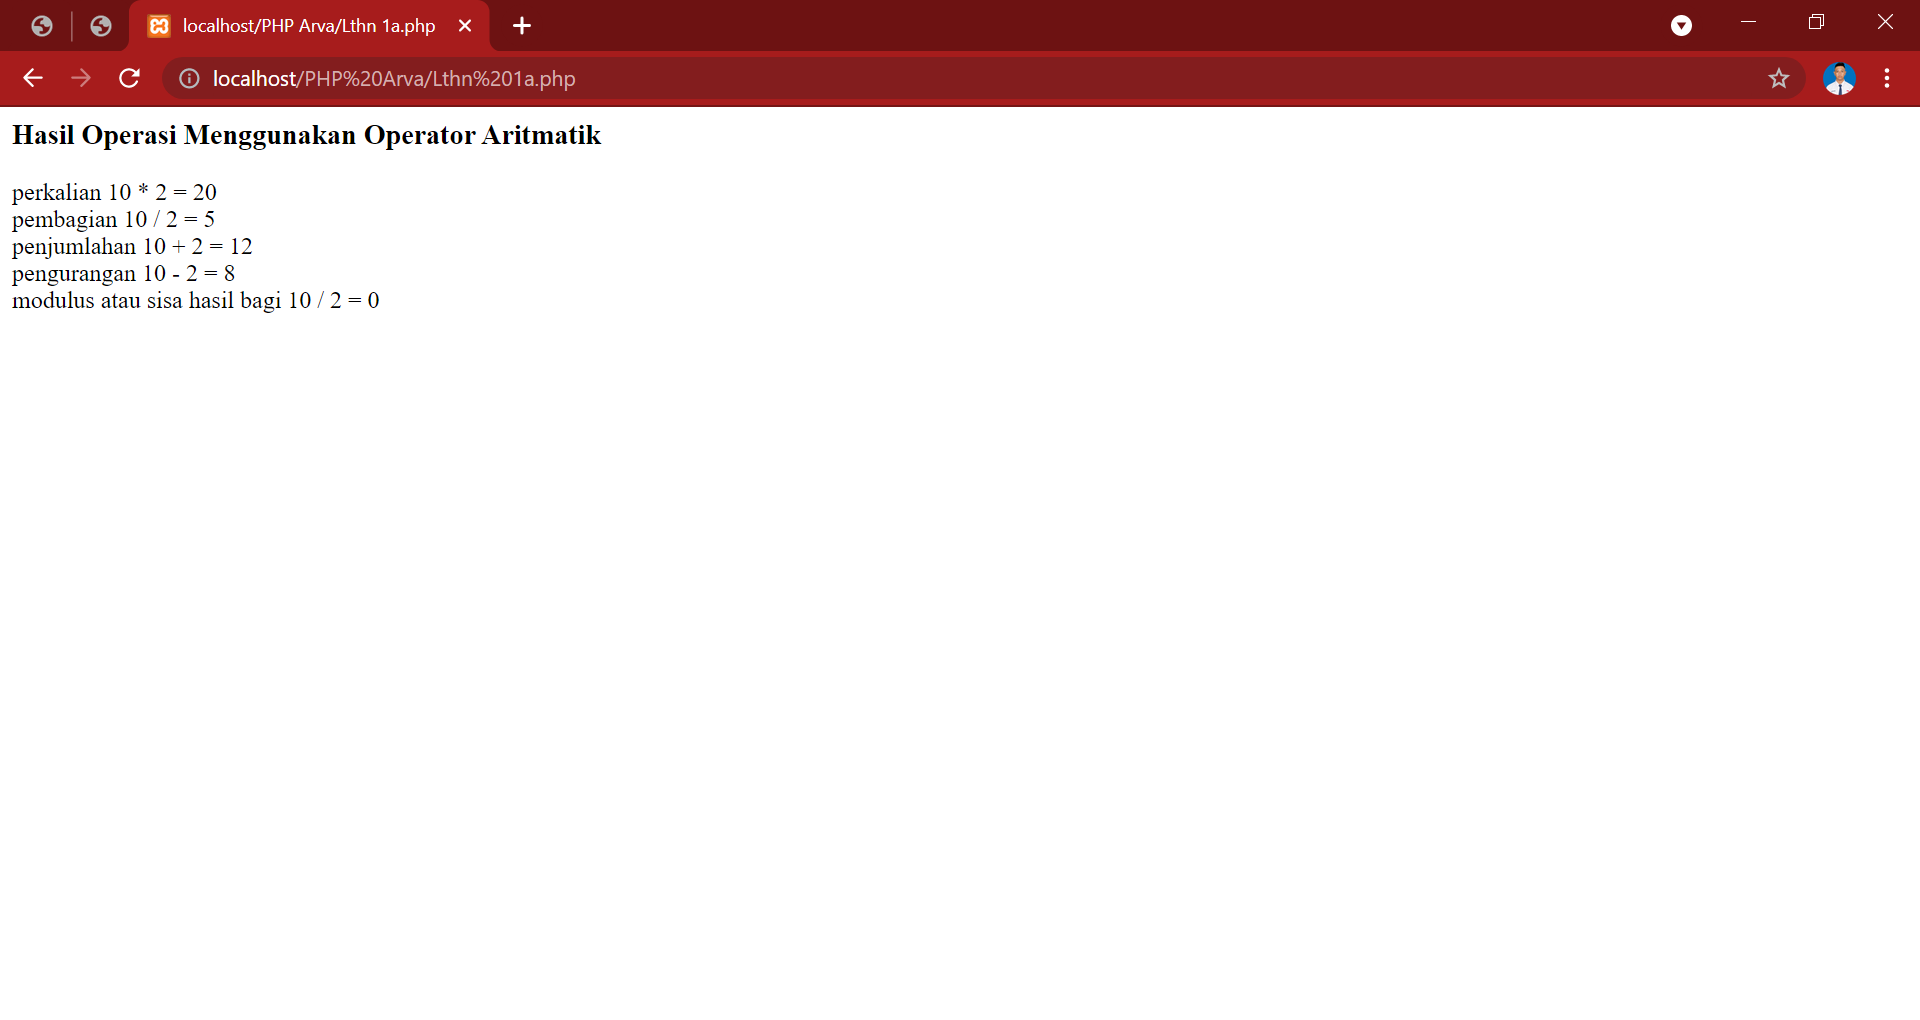 localhost/PHP Arva/Lthn 1a.php
localhost/PHP%20Arva/Lthn%201a.php
Hasil Operasi Menggunakan Operator Aritmatik
perkalian 10 * 2 = 20
pembagian 10 / 2 = 5
penjumlahan 10 + 2 = 12
pengurangan 10 - 2 = 8
modulus atau sisa hasil bagi 10 / 2 = 0